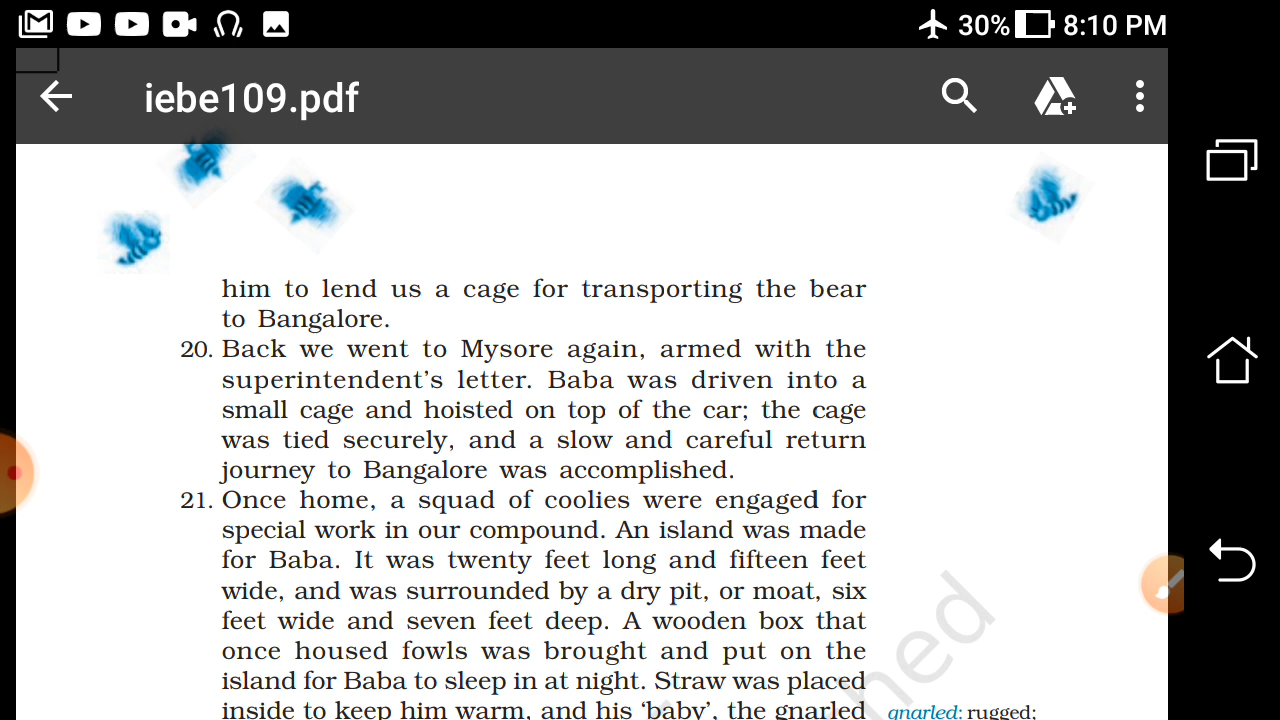 30% 8:10 PM
iebe109.pdf
him to lend us a cage for transporting the bear
to Bangalore.
20. Back we went to Mysore again, armed with the
superintendent's letter. Baba was driven into a
small cage and hoisted on top of the car; the cage
was tied securely, and a slow and careful return
journey to Bangalore was accomplished.
21. Once home, a squad of coolies were engaged for
special work in our compound. An island was made
for Baba. It was twenty feet long and fifteen feet
wide, and was surrounded by a dry pit, or moat, six
feet wide and seven feet deep. A wooden box that
once housed fowls was brought and put on the
island for Baba to sleep in at night. Straw was placed
inside to keep him warm, and his ‘baby’, the gnarled
gnarled: rugged;